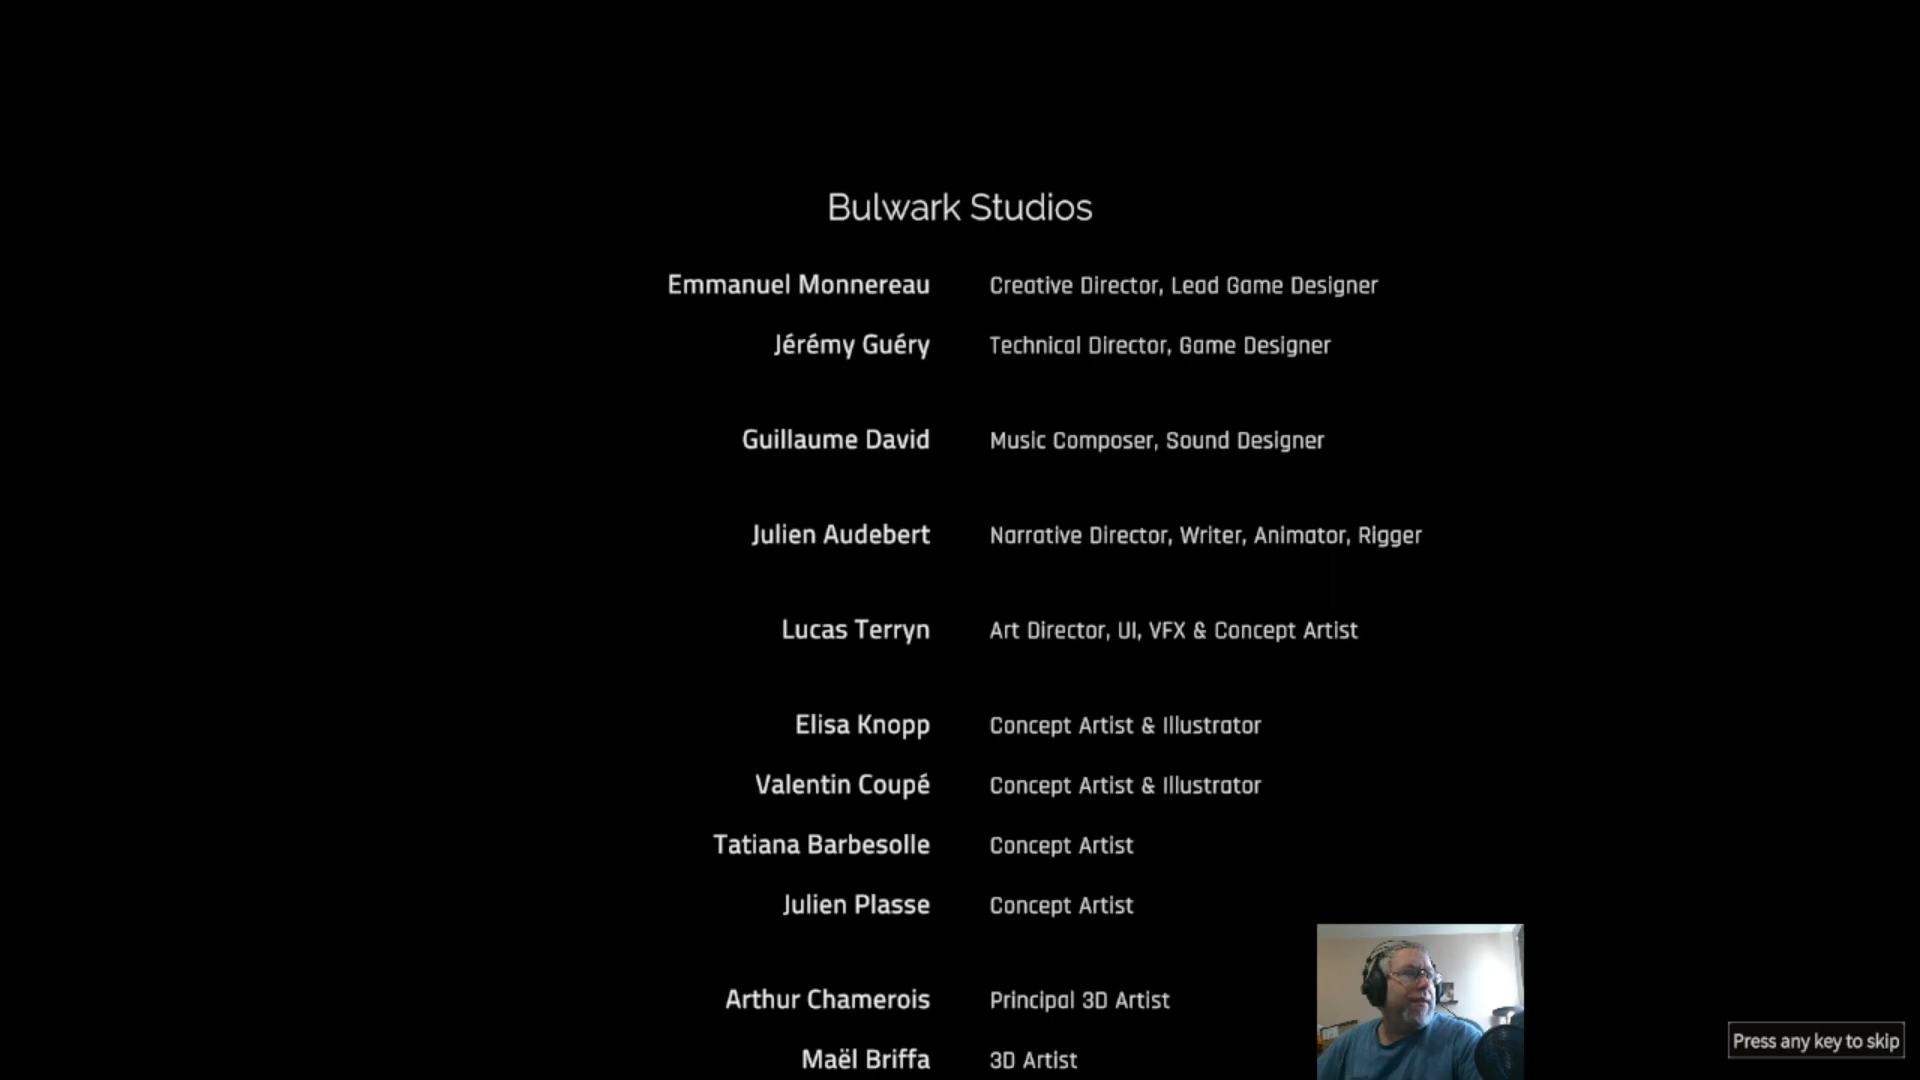 Bulwark Studios
Emmanuel Monnereau Creative Director, Lead Game Designer
Jérémy Guéry Technical Director, Game Designer
Guillaume David Music Composer, Sound Designer
Julien Audebert Narrative Director, Writer, Animator, Rigger
Lucas Terryn Art Director, UI, VFX & Concept Artist
Elisa Knopp Concept Artist & Illustrator
Valentin Coupé Concept Artist & Illustrator
Tatiana Barbesolle Concept Artist
Julien Plasse Concept Artist
Arthur Chamerois Principal 3D Artist
Maël Briffa 3D Artist
Press any key to skip